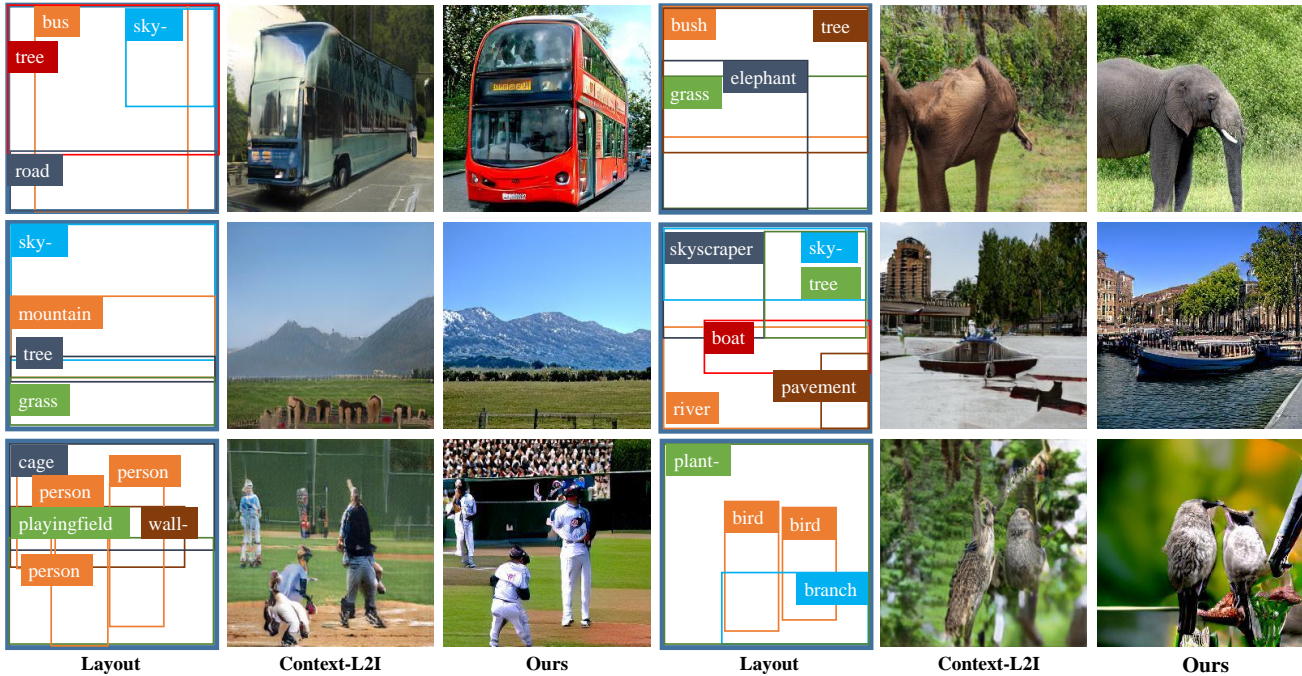 bus
sky-
tree
road
bush
tree
elephant
grass
sky-
mountain
tree
grass
skyscraper
sky-
tree
boat
pavement
river
cage
person
person
playingfield
wall-
person
plant-
bird
bird
branch
Layout
Context-L2I
Ours
Layout
Context-L2I
Ours